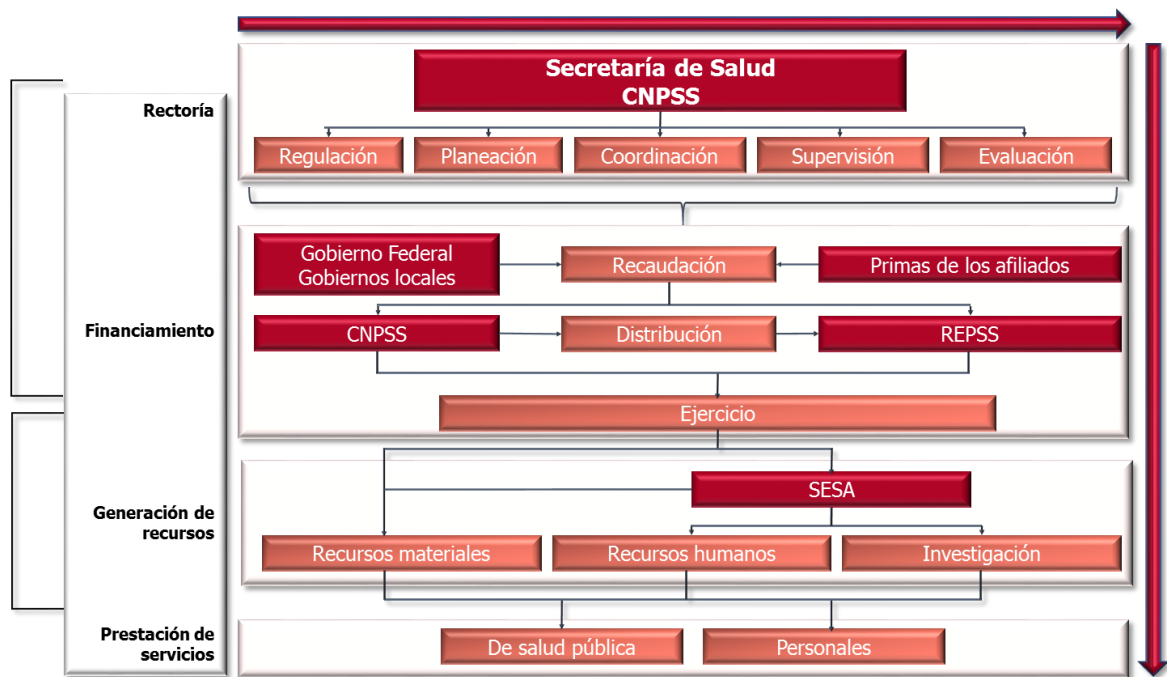 Secretaría de Salud
CNPSS
Rectoría
Regulación
Planeación
Coordinación
Supervisión
Evaluación
Gobierno Federal
Gobiernos locales
Recaudación
Primas de los afiliados
Financiamiento
CNPSS
Distribución
REPSS
Ejercicio
SESA
Generación de
recursos
Recursos materiales
Recursos humanos
Investigación
Prestación de
servicios
De salud pública
Personales